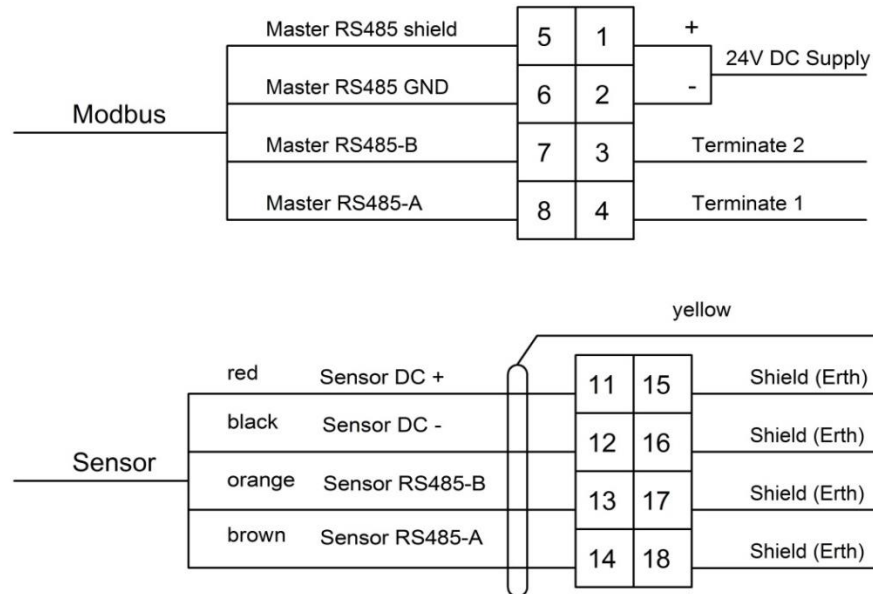 Master RS485 shield 5 1 +
24V DC Supply
Master RS485 GND 6 2 -
Modbus
Master RS485-B 7 3 Terminate 2
Master RS485-A 8 4 Terminate 1
yellow
red Sensor DC + 11 15 Shield (Erth)
black Sensor DC - 12 16 Shield (Erth)
Sensor
orange Sensor RS485-B 13 17 Shield (Erth)
brown Sensor RS485-A 14 18 Shield (Erth)